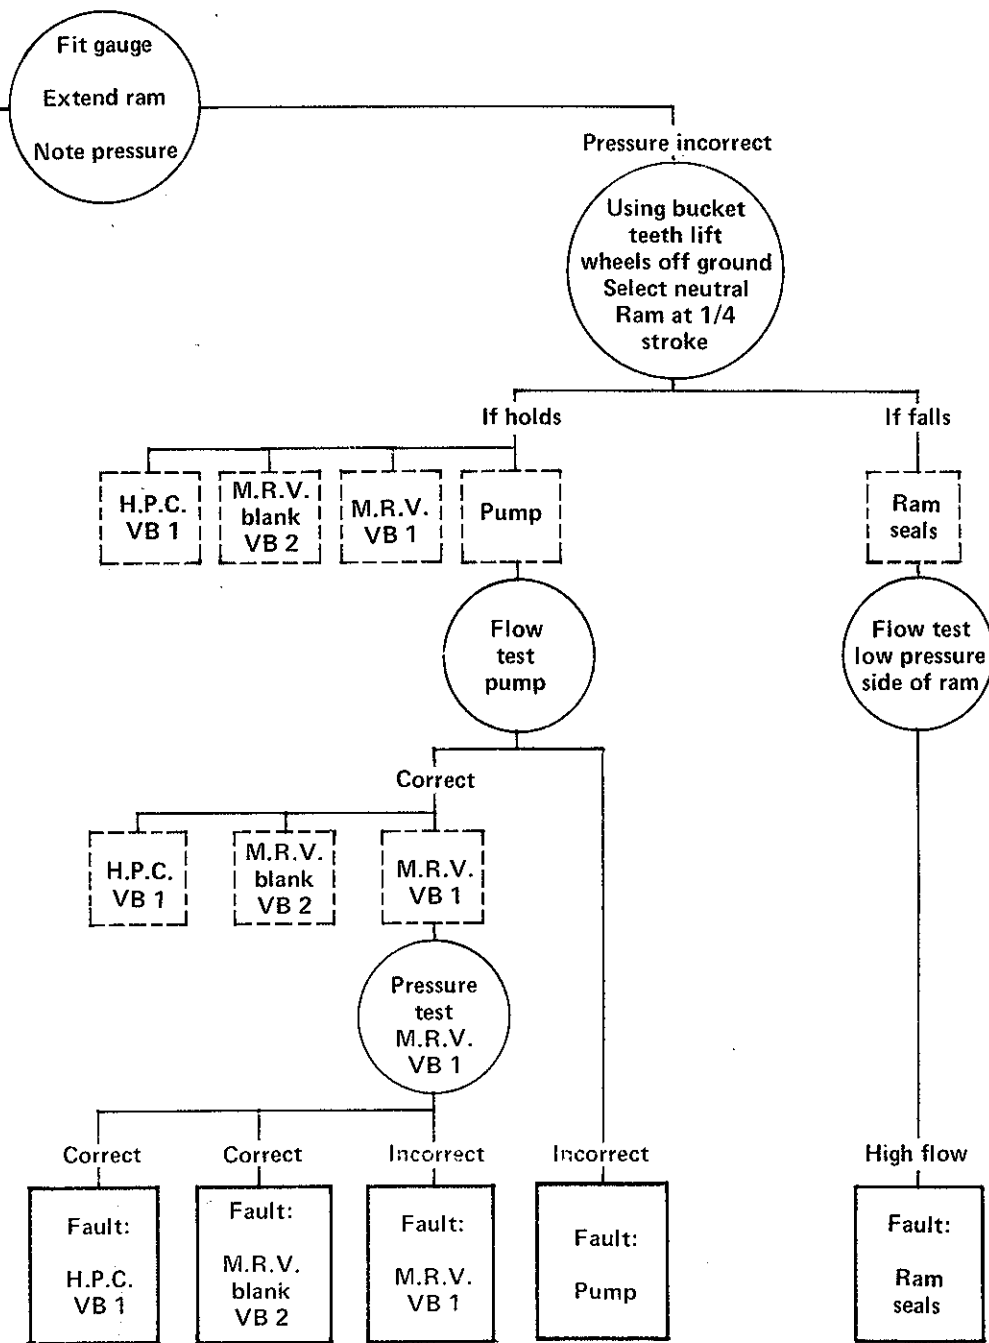 Fit gauge
Extend ram
Note pressure
Pressure incorrect
Using bucket
teeth lift
wheels off ground
Select neutral
Ram at 1/4
stroke
If holds
If falls
H.P.C.
VB 1
M.R.V.
blank
VB 2
M.R.V.
VB 1
Pump
Ram
seals
Flow
test
pump
Flow test
low pressure
side of ram
Correct
H.P.C.
VB 1
M.R.V.
blank
VB 2
M.R.V.
VB 1
Pressure
test
M.R.V.
VB 1
Correct
Correct
Incorrect
Incorrect
High flow
Fault:
H.P.C.
VB 1
Fault:
M.R.V.
blank
VB 2
Fault:
M.R.V.
VB 1
Fault:
Pump
Fault:
Ram
seals